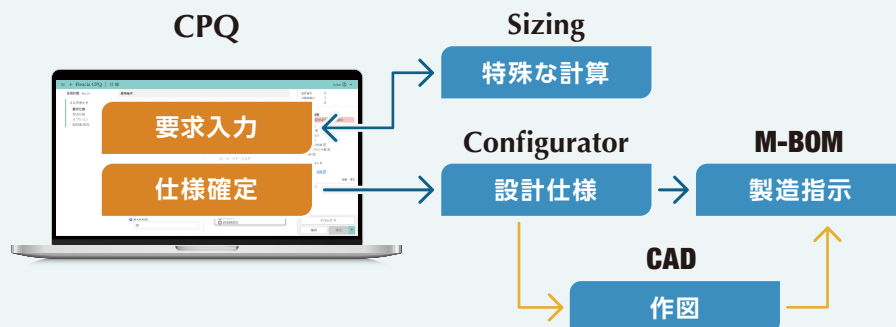 CPQ
Sizing
特殊な計算
要求入力
仕様確定
Configurator
設計仕様
M-BOM
製造指示
CAD
作図